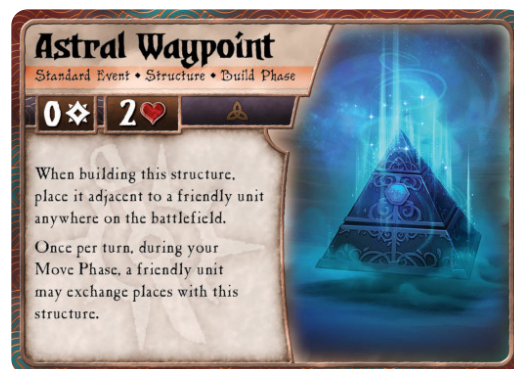 Astral Waypoint
Standard Event • Structure • Build Phase
0 2
When building this structure,
place it adjacent to a friendly unit
anywhere on the battlefield.
Once per turn, during your
Move Phase, a friendly unit
may exchange places with this
structure.